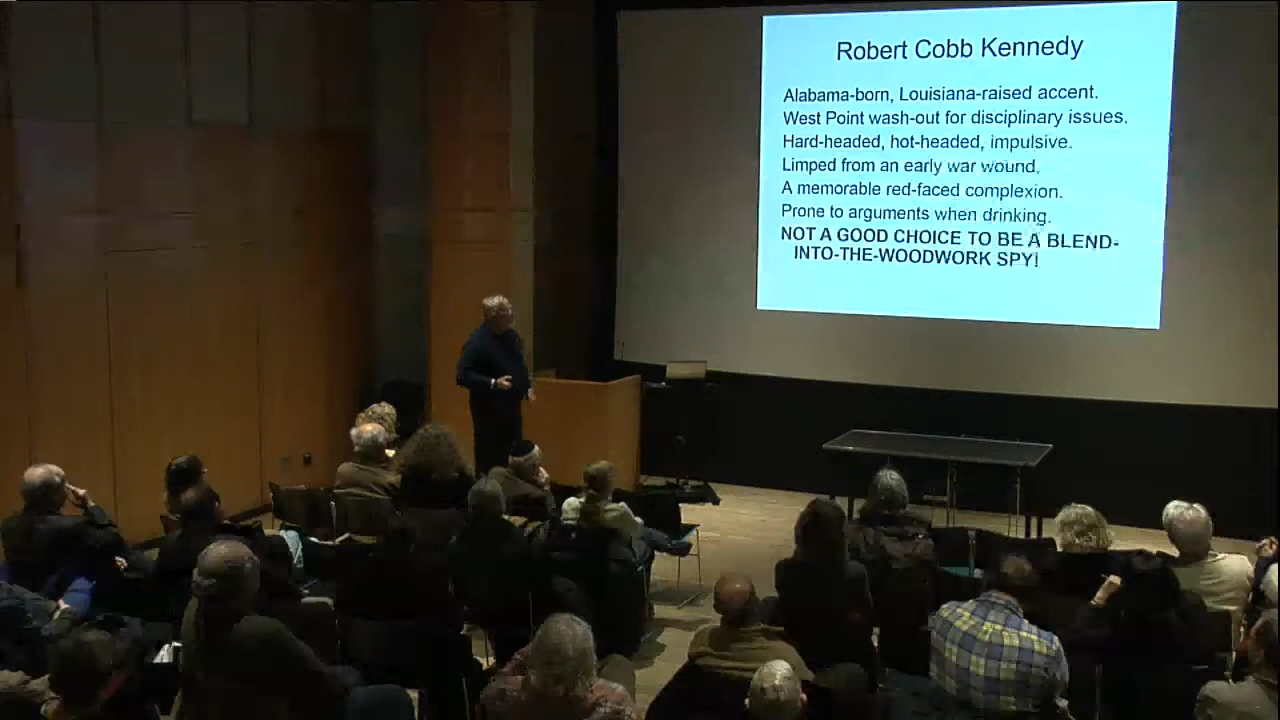 Robert Cobb Kennedy
Alabama-born, Louisiana-raised accent.
West Point wash-out for disciplinary issues.
Hard-headed, hot-headed, impulsive.
Limped from an early war wound.
A memorable red-faced complexion.
Prone to arguments when drinking.
NOT A GOOD CHOICE TO BE A BLEND-
INTO-THE-WOODWORK SPY!